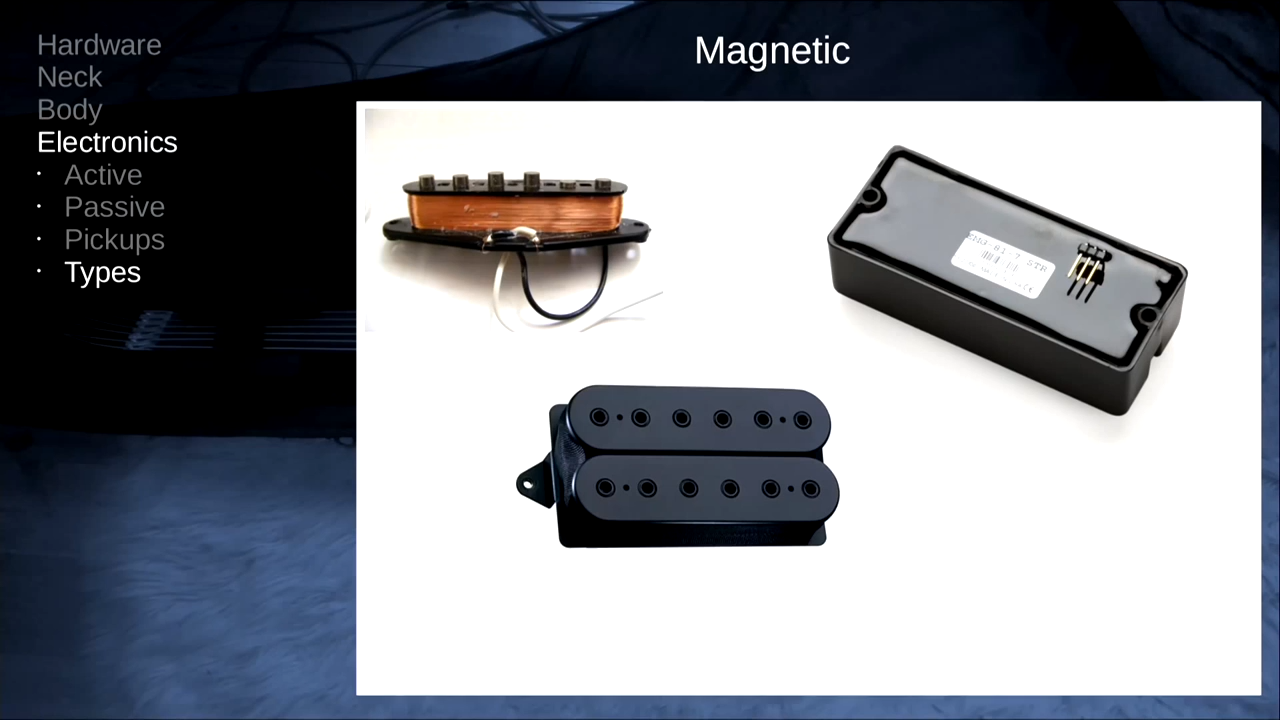 Hardware
Neck
Body
Electronics
· Active
· Passive
· Pickups
· Types
Magnetic